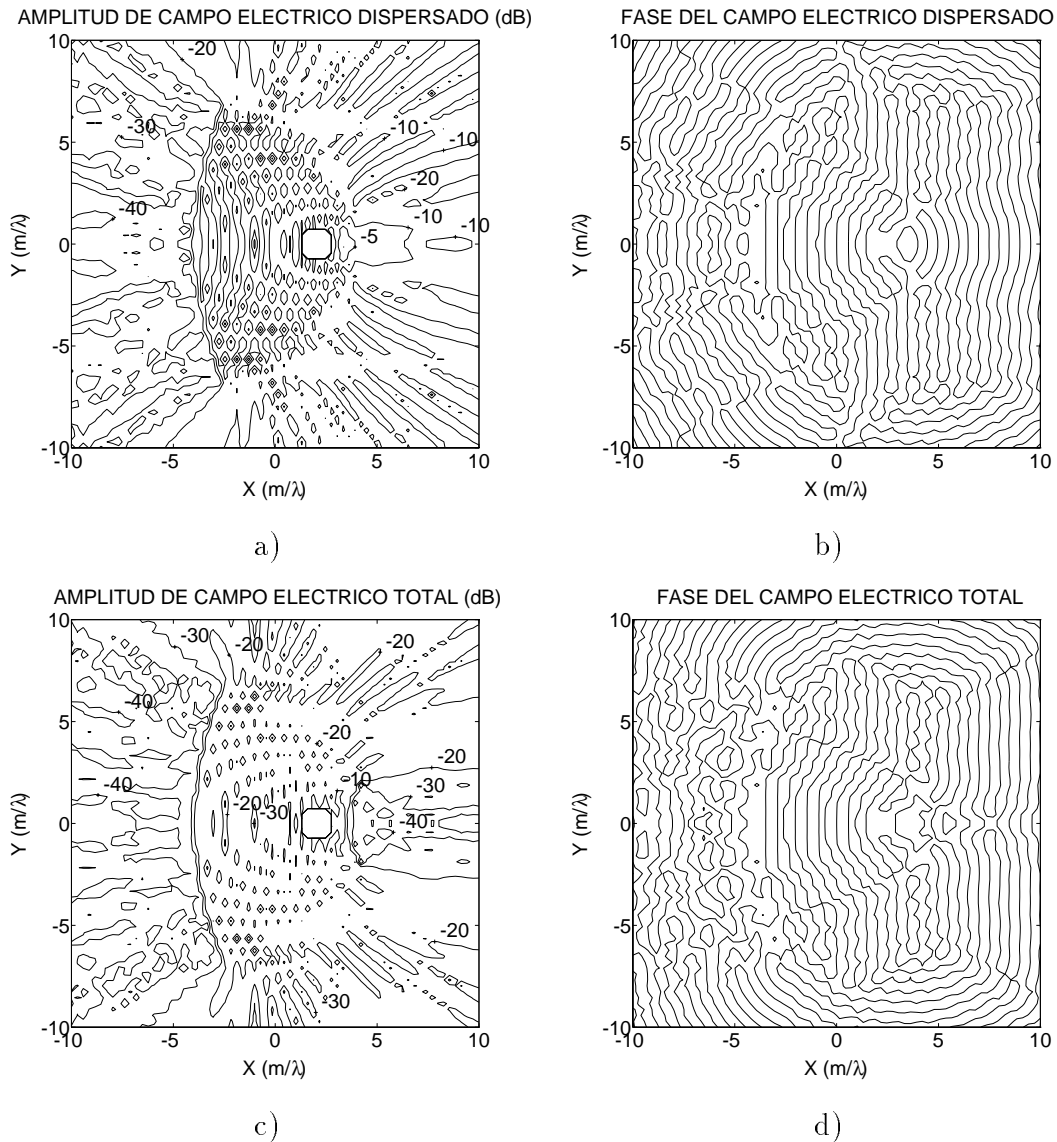 AMPLITUD DE CAMPO ELECTRICO DISPERSADO (dB)
10
5
0
-5
-10
-10 -5 0 5 10
Y (m/λ)
X (m/λ)
-20
-30
-40
-10
-10
-20
-10
-10
-5
a)
FASE DEL CAMPO ELECTRICO DISPERSADO
10
5
0
-5
-10
-10 -5 0 5 10
Y (m/λ)
X (m/λ)
b)
AMPLITUD DE CAMPO ELECTRICO TOTAL (dB)
10
5
0
-5
-10
-10 -5 0 5 10
Y (m/λ)
X (m/λ)
-30
-20
-20
-40
-20
-20
-10
-30
-40
-20
-30
-40
-20
-30
c)
FASE DEL CAMPO ELECTRICO TOTAL
10
5
0
-5
-10
-10 -5 0 5 10
Y (m/λ)
X (m/λ)
d)